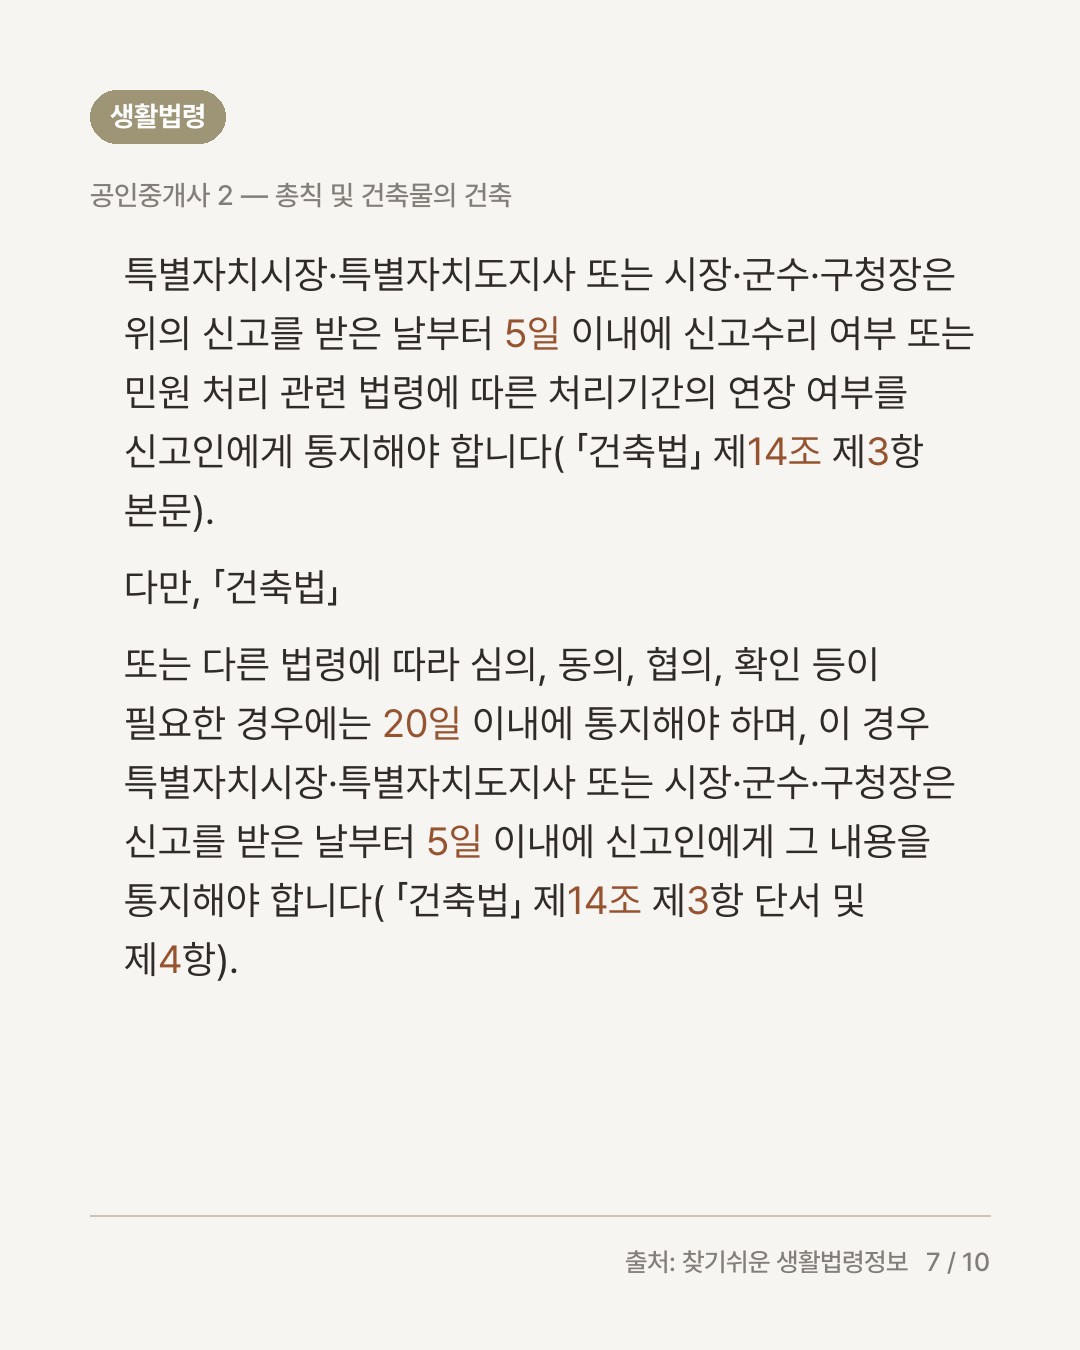 생활법령
공인중개사 2 — 총칙 및 건축물의 건축
특별자치시장·특별자치도지사 또는 시장·군수·구청장은
위의 신고를 받은 날부터 5일 이내에 신고수리 여부 또는
민원 처리 관련 법령에 따른 처리기간의 연장 여부를
신고인에게 통지해야 합니다( 「건축법」 제14조 제3항
본문).
다만, 「건축법」
또는 다른 법령에 따라 심의, 동의, 협의, 확인 등이
필요한 경우에는 20일 이내에 통지해야 하며, 이 경우
특별자치시장·특별자치도지사 또는 시장·군수·구청장은
신고를 받은 날부터 5일 이내에 신고인에게 그 내용을
통지해야 합니다( 「건축법」 제14조 제3항 단서 및
제4항).
출처: 찾기쉬운 생활법령정보 7 / 10